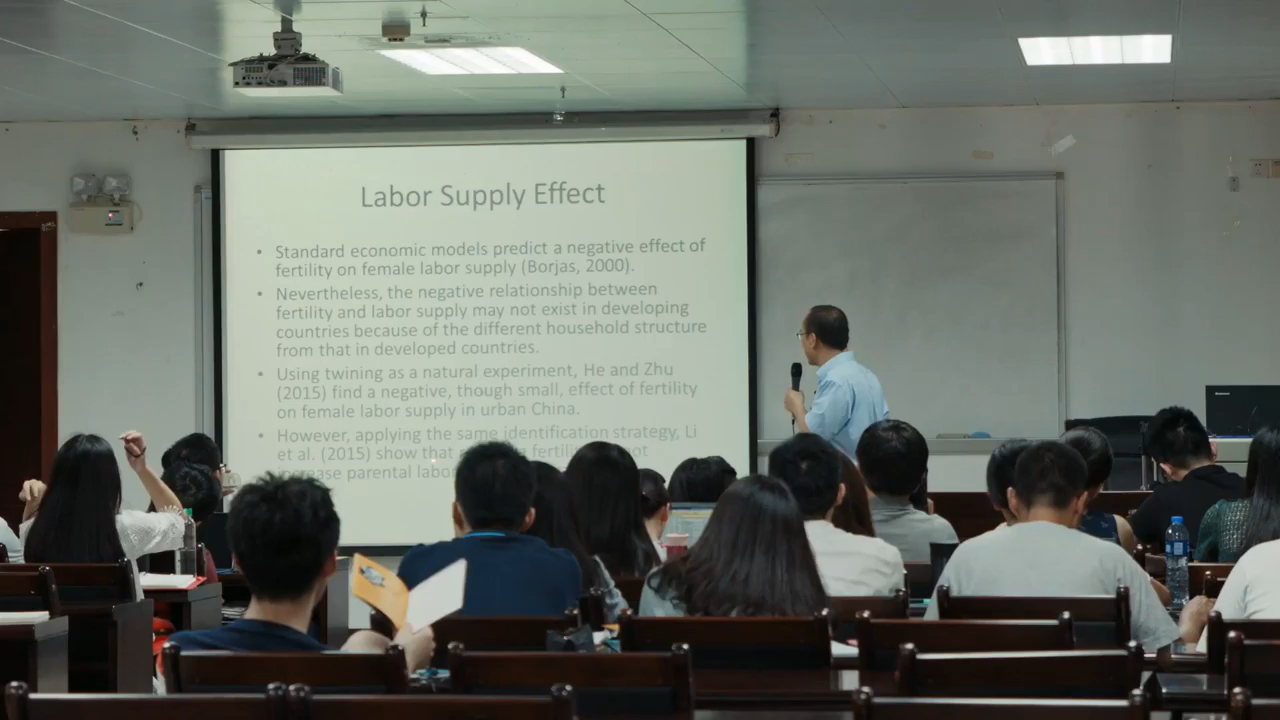 Labor Supply Effect
• Standard economic models predict a negative effect of
fertility on female labor supply (Borjas, 2000).
• Nevertheless, the negative relationship between
fertility and labor supply may not exist in developing
countries because of the different household structure
from that in developed countries.
• Using twining as a natural experiment, He and Zhu
(2015) find a negative, though small, effect of fertility
on female labor supply in urban China.
• However, applying the same identification strategy, Li
et al. (2015) show that fertility not
increase parental labor